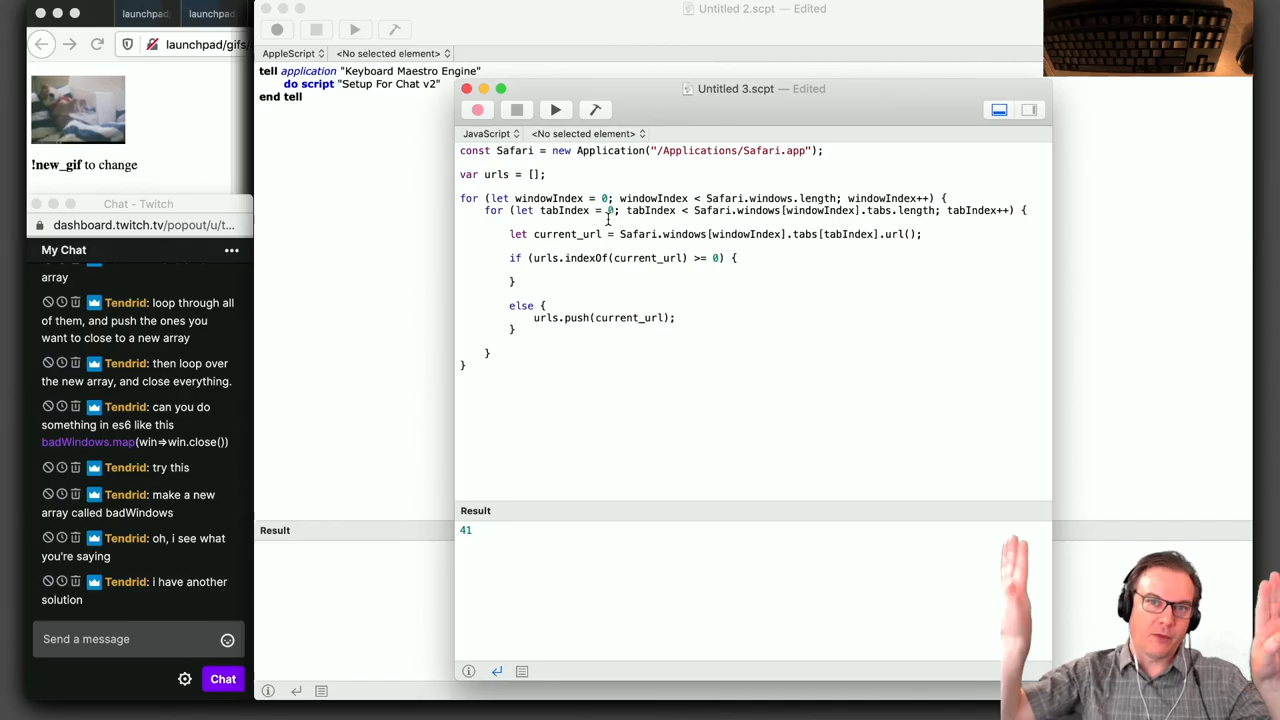 launchpad/
launchpad/
launchpad/gifs/
!new_gif to change
Chat - Twitch
dashboard.twitch.tv/popout/u/t...
My Chat
array
Tendrid: loop through all
of them, and push the ones you
want to close to a new array
Tendrid: then loop over
the new array, and close everything.
Tendrid: can you do
something in es6 like this
badWindows.map(win=>win.close())
Tendrid: try this
Tendrid: make a new
array called badWindows
Tendrid: oh, i see what
you're saying
Tendrid: i have another
solution
Send a message
Chat
Untitled 2.scpt — Edited
AppleScript <No selected element>
tell application "Keyboard Maestro Engine"
do script "Setup For Chat v2"
end tell
Result
Untitled 3.scpt — Edited
JavaScript <No selected element>
const Safari = new Application("/Applications/Safari.app");
var urls = [];
for (let windowIndex = 0; windowIndex < Safari.windows.length; windowIndex++) {
for (let tabIndex = 0; tabIndex < Safari.windows[windowIndex].tabs.length; tabIndex++) {
let current_url = Safari.windows[windowIndex].tabs[tabIndex].url();
if (urls.indexOf(current_url) >= 0) {
}
else {
urls.push(current_url);
}
}
}
Result
41